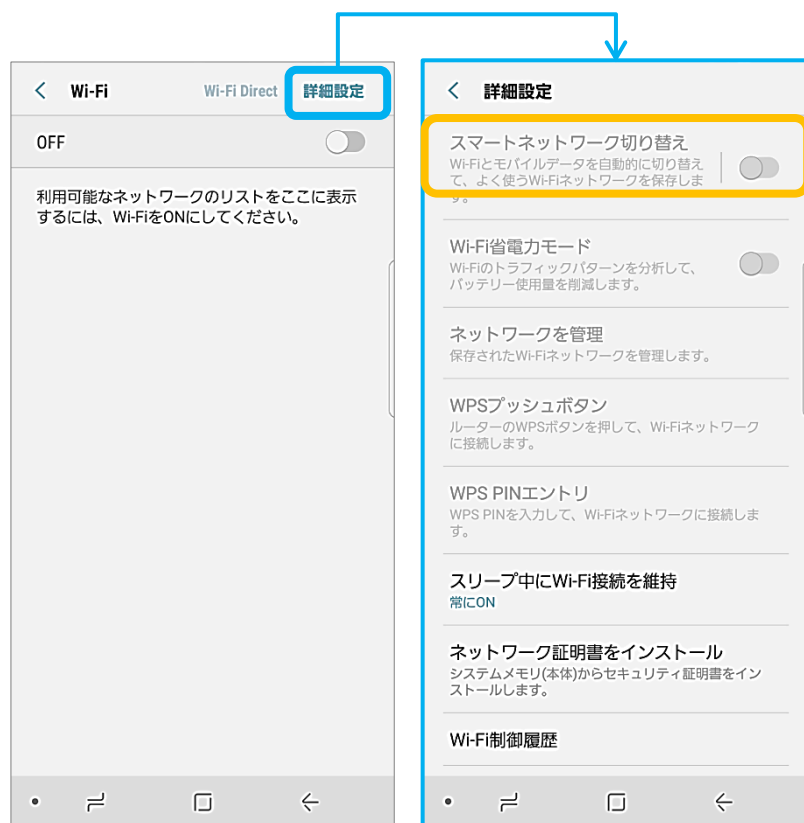 Wi-Fi
Wi-Fi Direct
詳細設定
OFF
利用可能なネットワークのリストをここに表示
するには、Wi-FiをONにしてください。
詳細設定
スマートネットワーク切り替え
Wi-Fiとモバイルデータを自動的に切り替え
て、よく使うWi-Fiネットワークを保存しま
す。
Wi-Fi省電力モード
Wi-Fiのトラフィックパターンを分析して、
バッテリー使用量を削減します。
ネットワークを管理
保存されたWi-Fiネットワークを管理します。
WPSプッシュボタン
ルーターのWPSボタンを押して、Wi-Fiネットワーク
に接続します。
WPS PINエントリ
WPS PINを入力して、Wi-Fiネットワークに接続しま
す。
スリープ中にWi-Fi接続を維持
常にON
ネットワーク証明書をインストール
システムメモリ(本体)からセキュリティ証明書をイン
ストールします。
Wi-Fi制御履歴